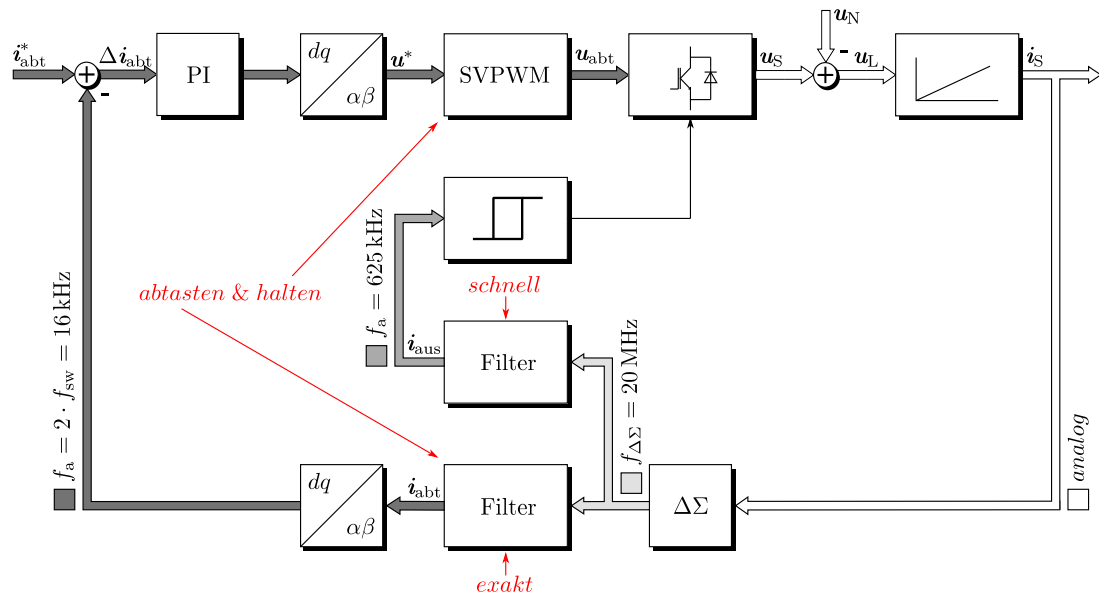 i*abt
Δ iabt
PI
dq
αβ
u*
SVPWM
uabt
uS
uN
uL
iS
+
-
+
-
abtasten & halten
fa = 625 kHz
schnell
iaus
Filter
fa = 2 · fsw = 16 kHz
fΔΣ = 20 MHz
analog
dq
αβ
iabt
Filter
ΔΣ
exakt